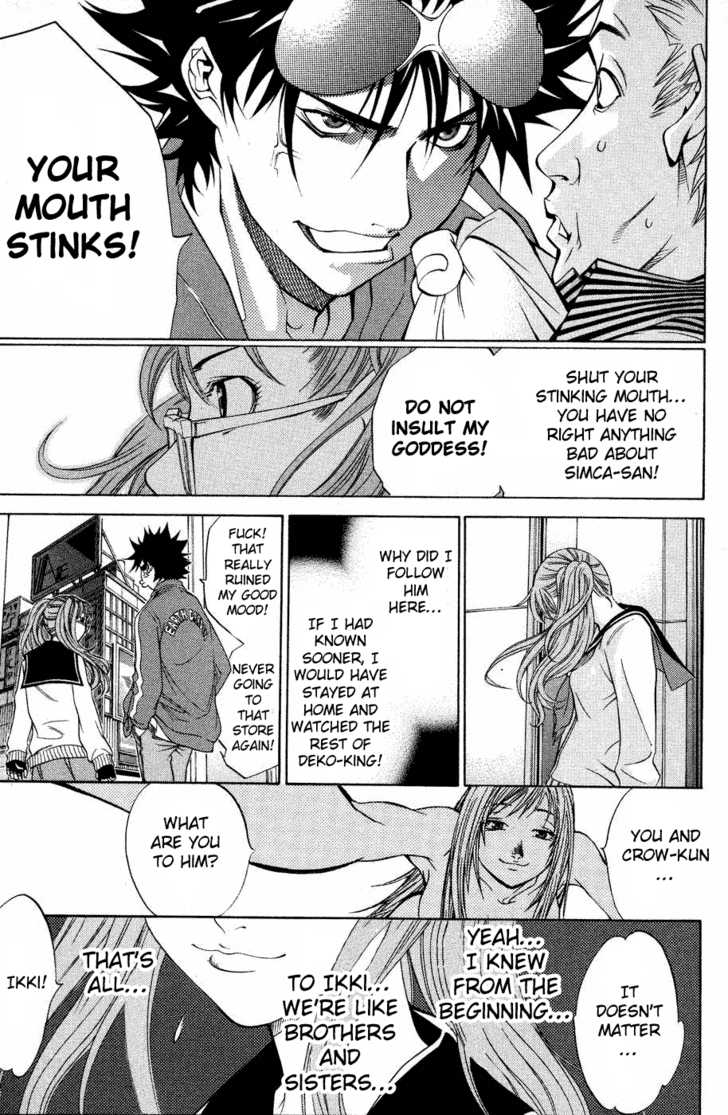 YOUR
MOUTH
STINKS!
SHUT YOUR
STINKING MOUTH...
YOU HAVE NO
RIGHT ANYTHING
BAD ABOUT
SIMCA-SAN!
DO NOT
INSULT MY
GODDESS!
WHY DID I
FOLLOW
HIM
HERE...
IF I HAD
KNOWN
SOONER, I
WOULD HAVE
STAYED AT
HOME AND
WATCHED THE
REST OF
DEKO-KING!
FUCK!
THAT
REALLY
RUINED
MY GOOD
MOOD!
NEVER
GOING
TO
THAT
STORE
AGAIN!
YOU AND
CROW-KUN
...
WHAT
ARE YOU
TO HIM?
IT
DOESN'T
MATTER
...
YEAH...
I KNEW
FROM THE
BEGINNING...
TO IKKI...
WE'RE LIKE
BROTHERS
AND
SISTERS...
THAT'S
ALL...
IKKI!